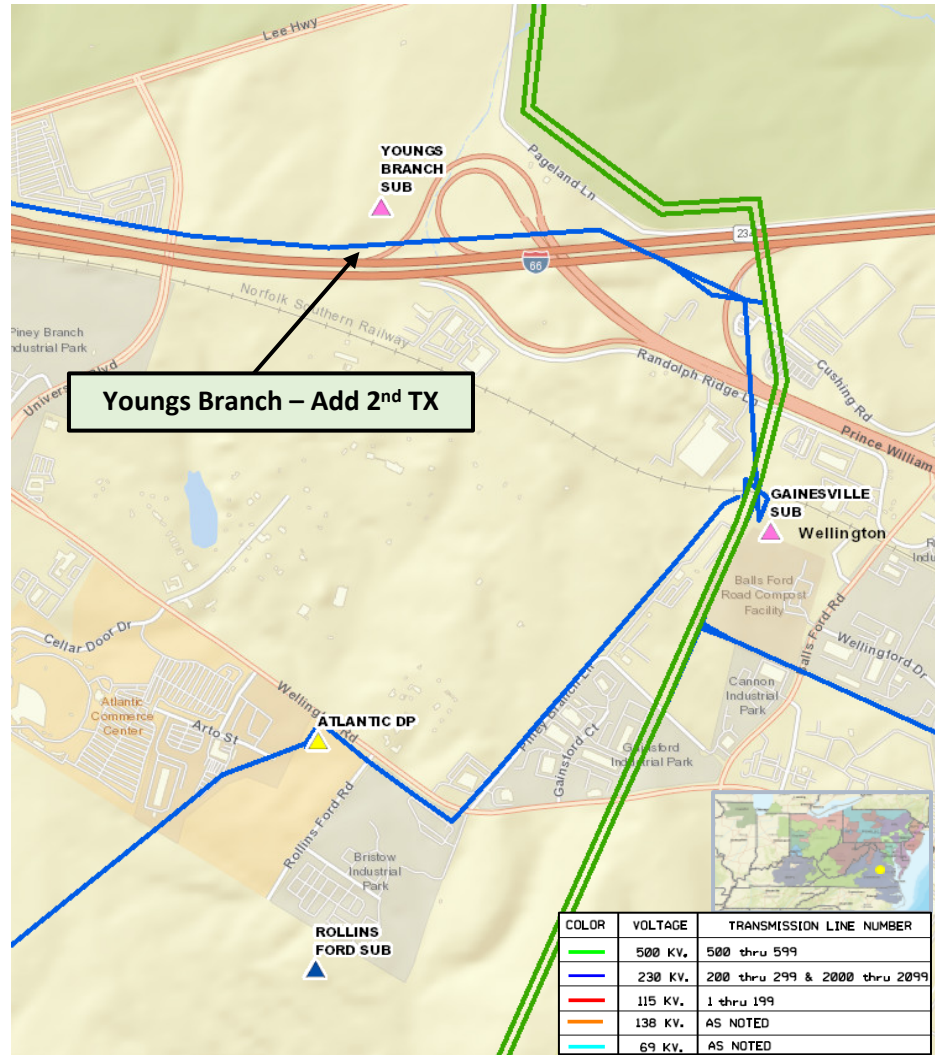 Lee Hwy
YOUNGS
BRANCH
SUB
Pageland Ln
234
66
Norfolk Southern Railway
Piney Branch
Industrial Park
University Blvd
Youngs Branch – Add 2nd TX
Randolph Ridge Ln
Cushing Rd
Prince William
GAINESVILLE
SUB
Wellington
Balls Ford
Road Compost
Facility
Balls Ford Rd
Wellingford Dr
Cellar Door Dr
Wellington Rd
Piney Branch Ln
Cannon
Industrial
Park
Atlantic
Commerce
Center
Arto St
ATLANTIC DP
Gainsford Ct
Gainsford
Industrial Park
Rollins Ford Rd
Bristow
Industrial
Park
ROLLINS
FORD SUB
COLOR VOLTAGE TRANSMISSION LINE NUMBER
500 KV. 500 thru 599
230 KV. 200 thru 299 & 2000 thru 2099
115 KV. 1 thru 199
138 KV. AS NOTED
69 KV. AS NOTED